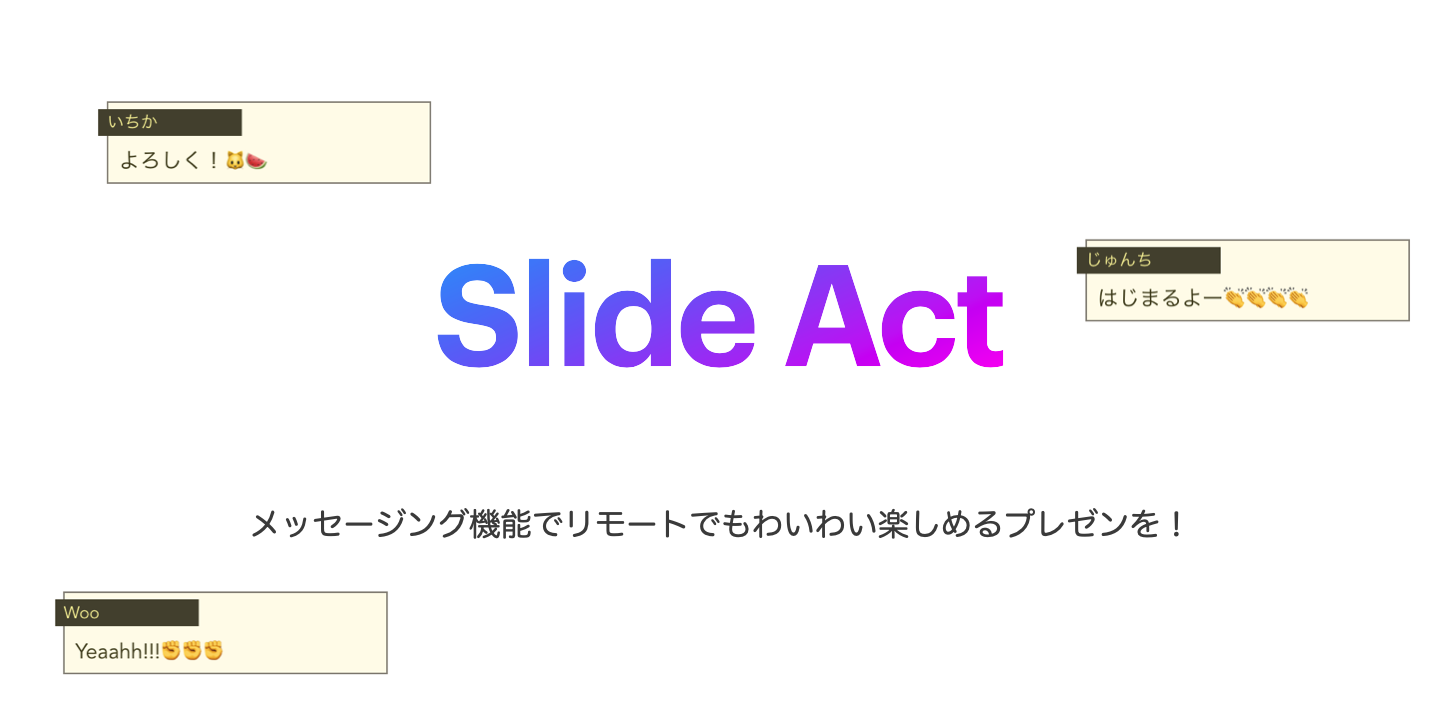 いちか
よろしく！🐱🍉
じゅんち
はじまるよー👏👏👏👏
Slide Act
メッセージング機能でリモートでもわいわい楽しめるプレゼンを！
Woo
Yeaahh!!!✊✊✊